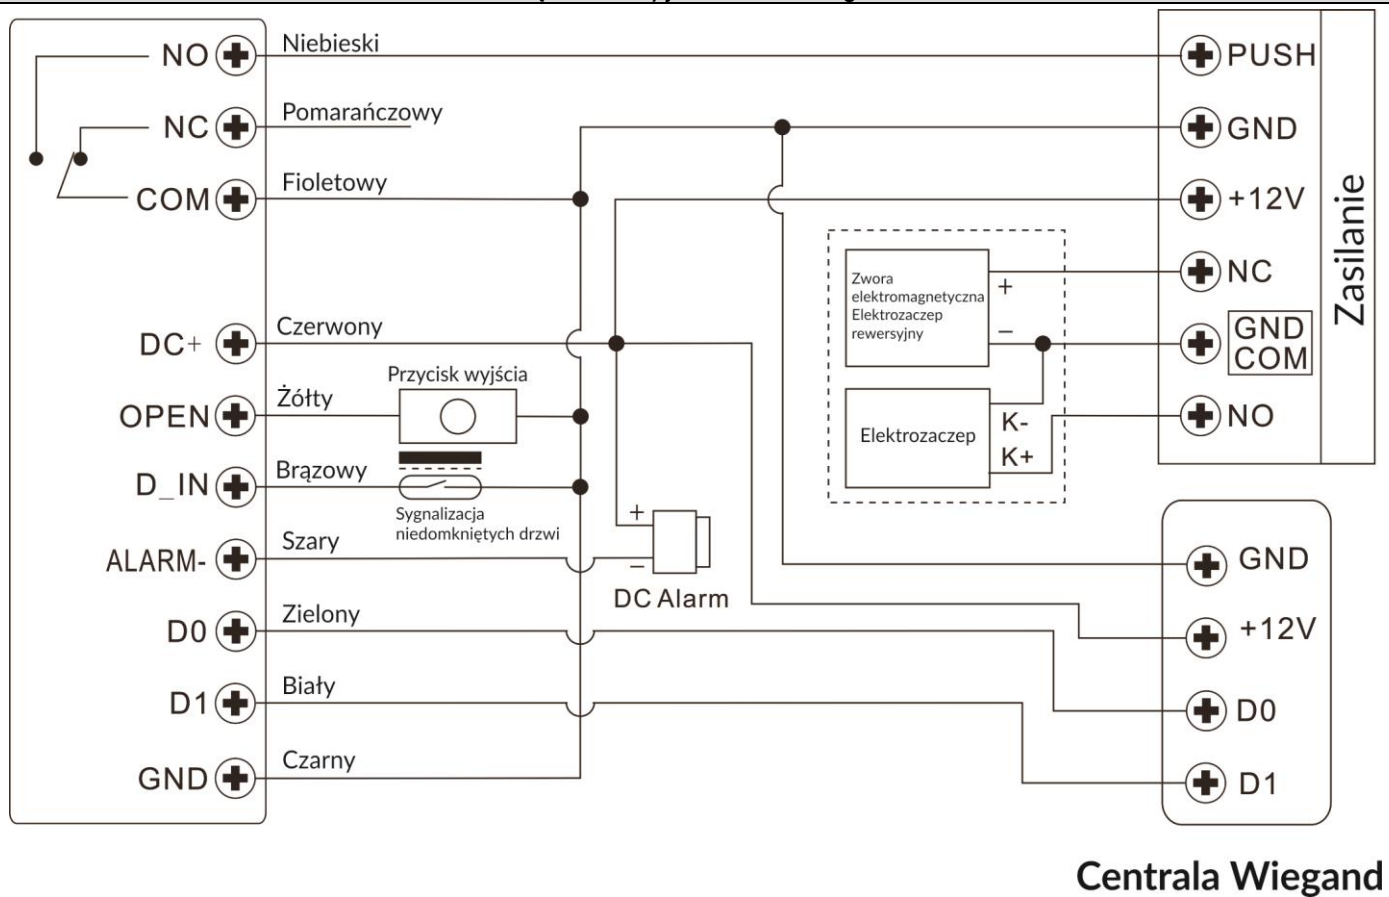 NO
Niebieski
NC
Pomarańczowy
COM
Fioletowy
DC+
Czerwony
Przycisk wyjścia
OPEN
Żółty
D_IN
Brązowy
Sygnalizacja
niedomkniętych drzwi
ALARM-
Szary
+
−
DC Alarm
D0
Zielony
D1
Biały
GND
Czarny
Zwora
elektromagnetyczna
Elektrozaczep
rewersyjny
+
−
Elektrozaczep
K-
K+
PUSH
GND
+12V
NC
GND
COM
NO
Zasilanie
GND
+12V
D0
D1
Centrala Wiegand